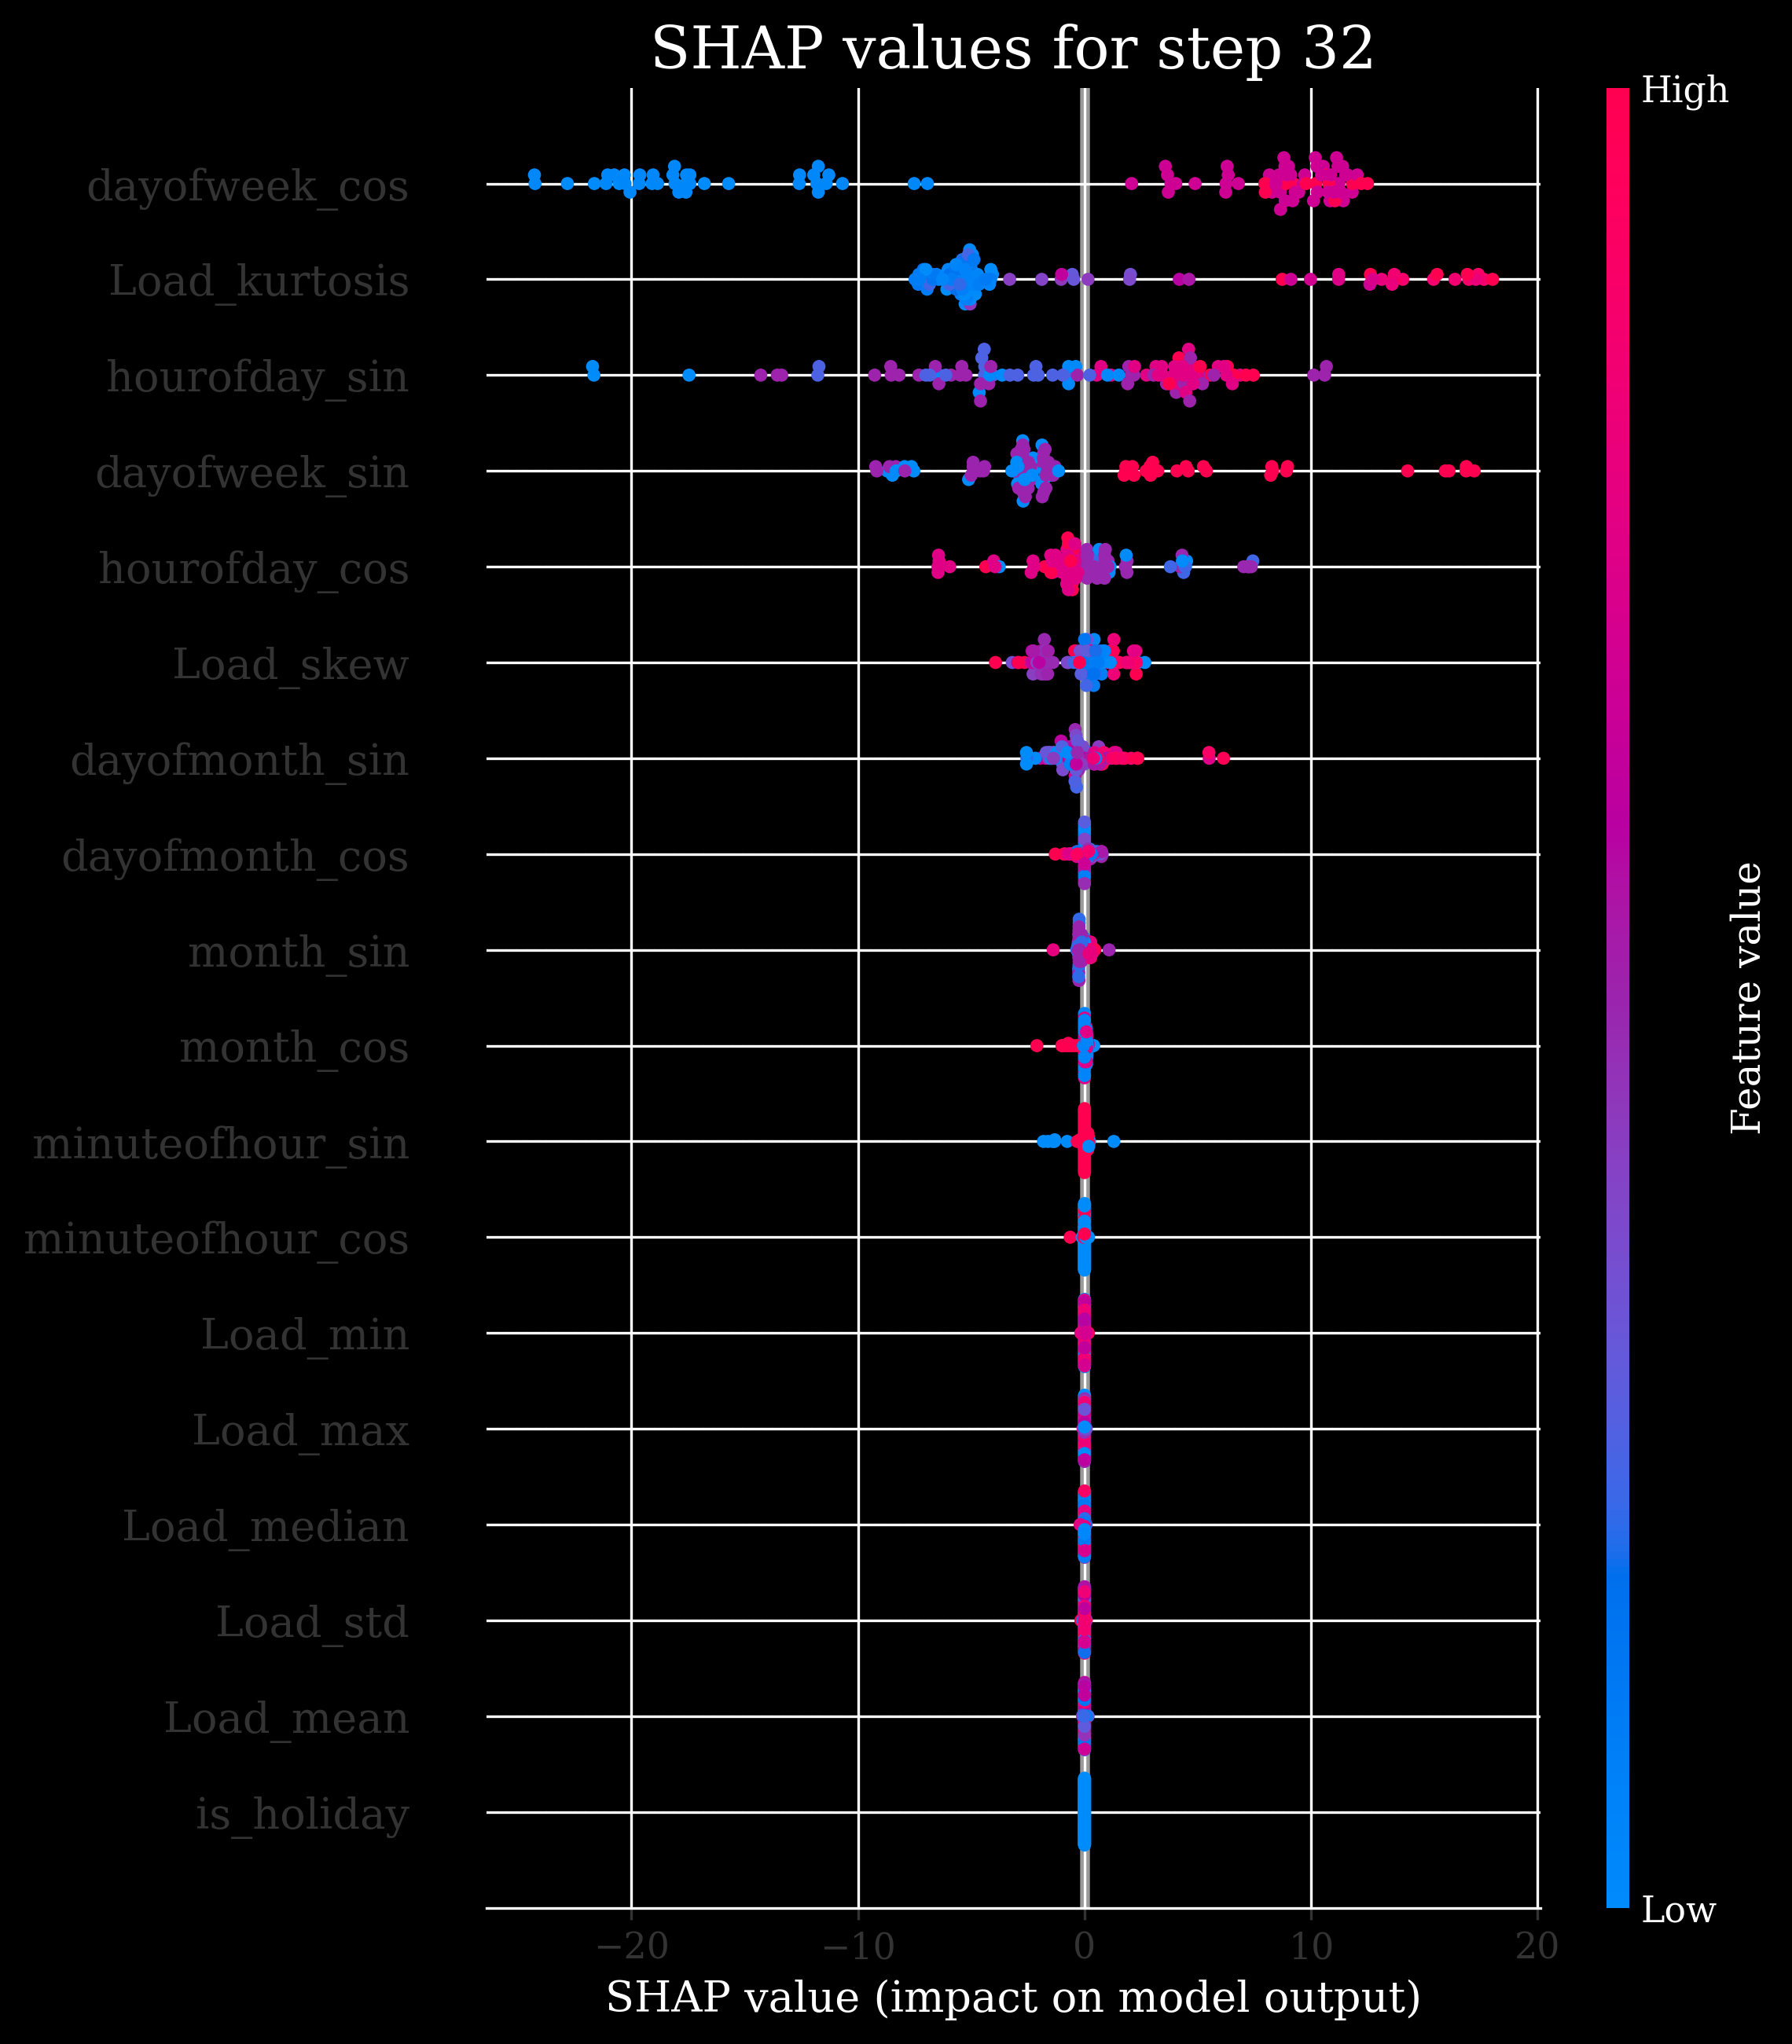 SHAP values for step 32
High
dayofweek_cos
Load_kurtosis
hourofday_sin
dayofweek_sin
hourofday_cos
Load_skew
dayofmonth_sin
dayofmonth_cos
month_sin
month_cos
minuteofhour_sin
minuteofhour_cos
Load_min
Load_max
Load_median
Load_std
Load_mean
is_holiday
Feature value
Low
−20 −10 0 10 20
SHAP value (impact on model output)